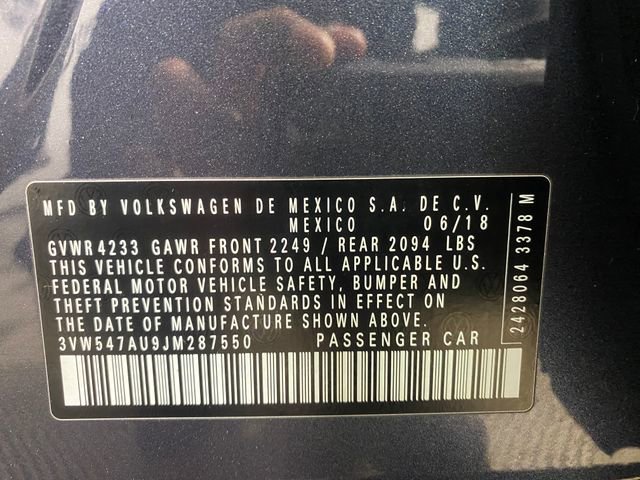 MFD BY VOLKSWAGEN DE MEXICO S.A. DE C.V.
MEXICO 06/18
GVWR4233 GAWR FRONT 2249 / REAR 2094 LBS
THIS VEHICLE CONFORMS TO ALL APPLICABLE U.S.
FEDERAL MOTOR VEHICLE SAFETY, BUMPER AND
THEFT PREVENTION STANDARDS IN EFFECT ON
THE DATE OF MANUFACTURE SHOWN ABOVE.
3VW547AU9JM287550 PASSENGER CAR
2428064 3378 M